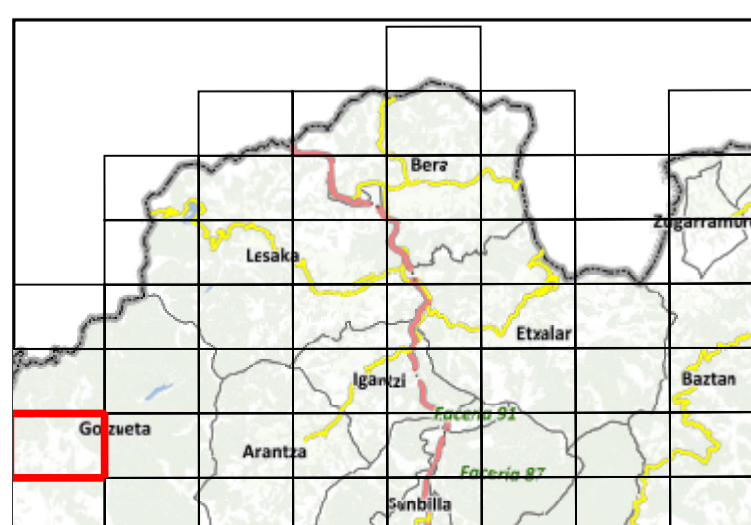 Bera
Zugarramurdi
Lesaka
Etxalar
Igantzi
Baztan
Facería 91
Goizueta
Arantza
Facería 87
Sunbilla